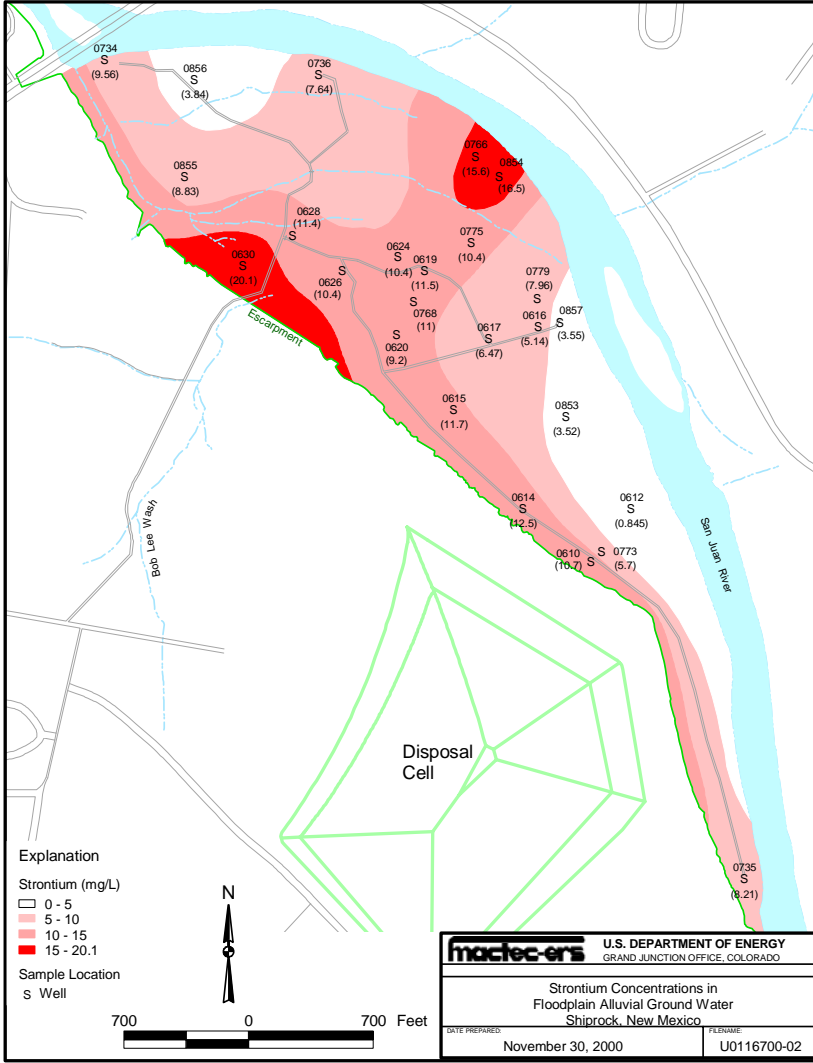 0734
S
(9.56)
0856
S
(3.84)
0736
S
(7.64)
0766
S
(15.6)
0854
S
(16.5)
0855
S
(8.83)
0628
(11.4)
S
0775
S
(10.4)
0624
S
(10.4)
0619
S
(11.5)
0630
S
(20.1)
S
0626
(10.4)
0779
(7.96)
S
S
0768
(11)
0616
S
(5.14)
0857
S
(3.55)
0617
S
(6.47)
S
0620
(9.2)
Escarpment
0615
S
(11.7)
0853
S
(3.52)
0614
S
(12.5)
0612
S
(0.845)
0610
S
(10.7)
S
0773
(5.7)
Bob Lee Wash
San Juan River
Disposal
Cell
0735
S
(8.21)
Explanation
Strontium (mg/L)
0 - 5
5 - 10
10 - 15
15 - 20.1
Sample Location
S Well
N
700 0 700 Feet
mactec-ers
U.S. DEPARTMENT OF ENERGY
GRAND JUNCTION OFFICE, COLORADO
Strontium Concentrations in
Floodplain Alluvial Ground Water
Shiprock, New Mexico
DATE PREPARED:
November 30, 2000
FILENAME:
U0116700-02